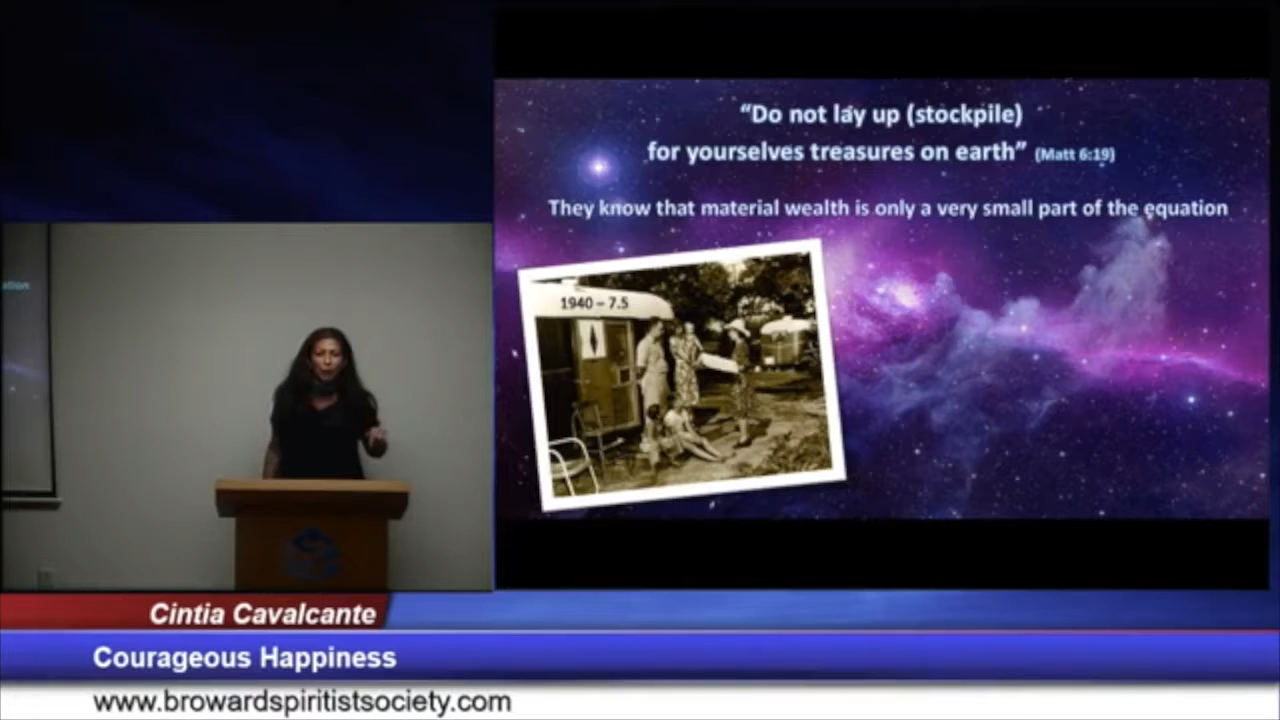 “Do not lay up (stockpile)
for yourselves treasures on earth” (Matt 6:19)
They know that material wealth is only a very small part of the equation
1940 – 7.5
ation
Cintia Cavalcante
Courageous Happiness
www.browardspiritistsociety.com